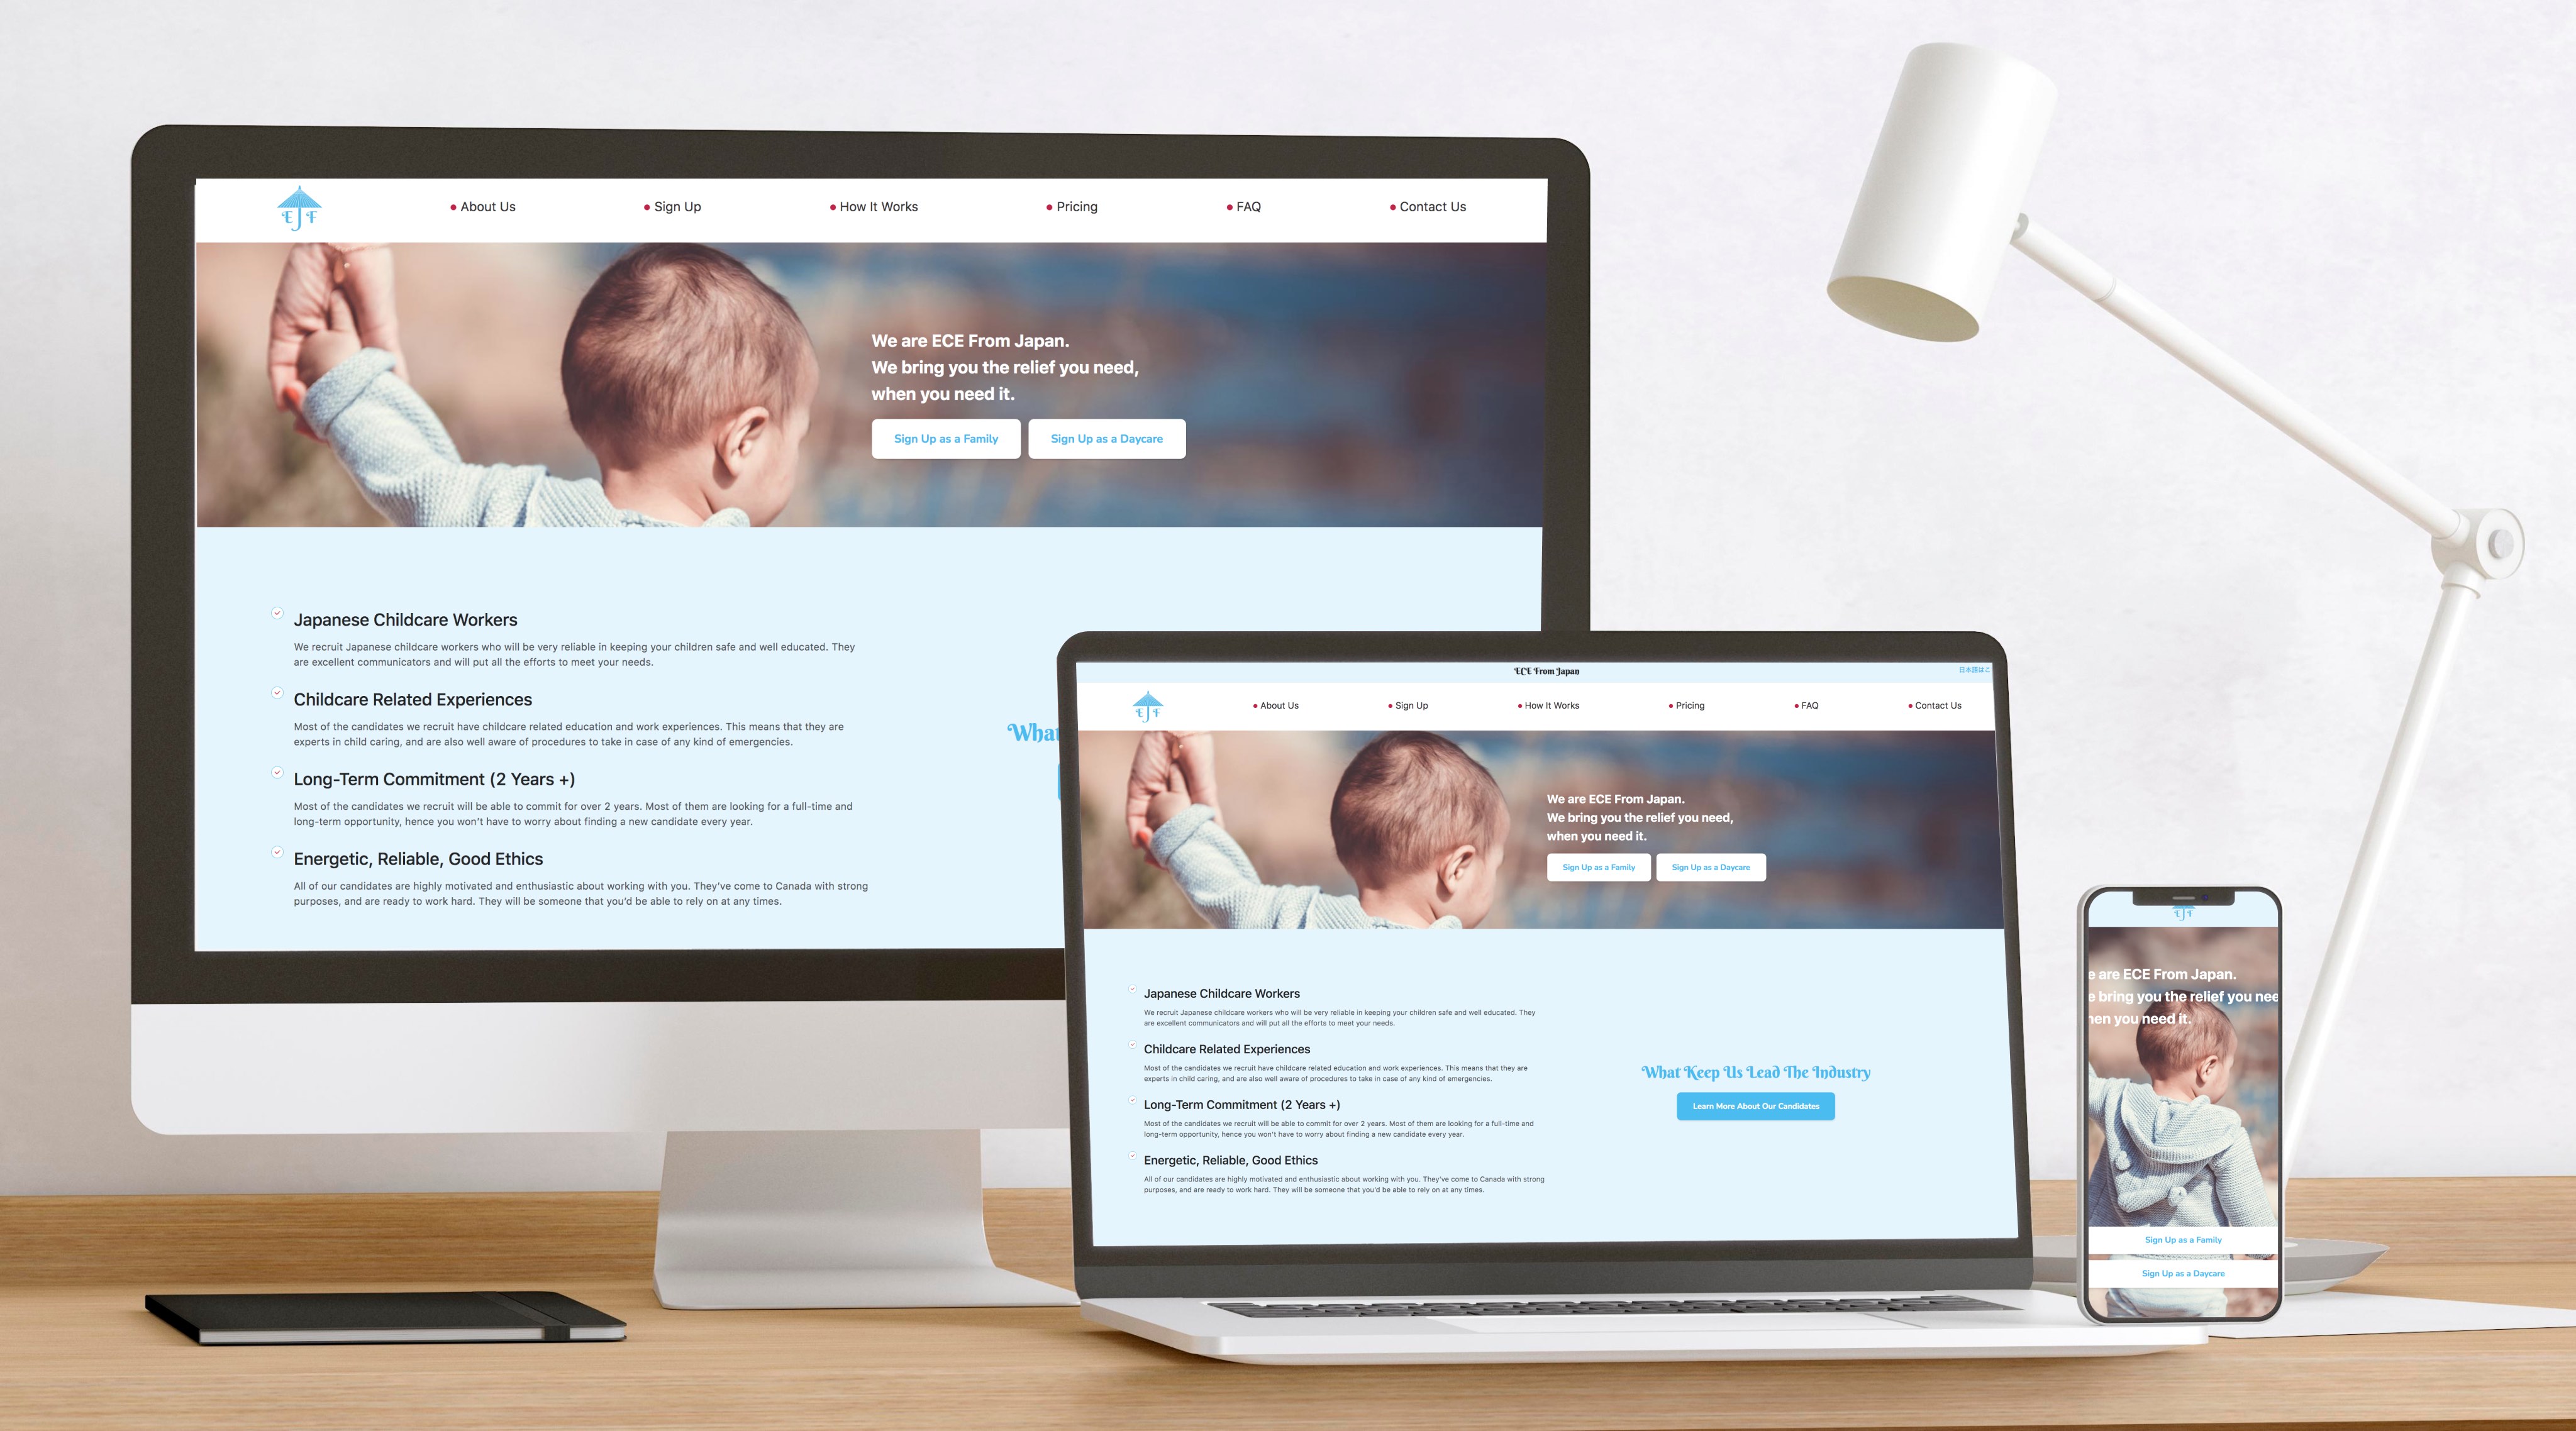 EJF
About Us
Sign Up
How It Works
Pricing
FAQ
Contact Us
We are ECE From Japan.
We bring you the relief you need,
when you need it.
Sign Up as a Family
Sign Up as a Daycare
Japanese Childcare Workers
We recruit Japanese childcare workers who will be very reliable in keeping your children safe and well educated. They
are excellent communicators and will put all the efforts to meet your needs.
Childcare Related Experiences
Most of the candidates we recruit have childcare related education and work experiences. This means that they are
experts in child caring, and are also well aware of procedures to take in case of any kind of emergencies.
Long-Term Commitment (2 Years +)
Most of the candidates we recruit will be able to commit for over 2 years. Most of them are looking for a full-time and
long-term opportunity, hence you won't have to worry about finding a new candidate every year.
Energetic, Reliable, Good Ethics
All of our candidates are highly motivated and enthusiastic about working with you. They've come to Canada with strong
purposes, and are ready to work hard. They will be someone that you'd be able to rely on at any times.
What
ECE From Japan
日本語はこ
EJF
About Us
Sign Up
How It Works
Pricing
FAQ
Contact Us
We are ECE From Japan.
We bring you the relief you need,
when you need it.
Sign Up as a Family
Sign Up as a Daycare
Japanese Childcare Workers
We recruit Japanese childcare workers who will be very reliable in keeping your children safe and well educated. They
are excellent communicators and will put all the efforts to meet your needs.
Childcare Related Experiences
Most of the candidates we recruit have childcare related education and work experiences. This means that they are
experts in child caring, and are also well aware of procedures to take in case of any kind of emergencies.
Long-Term Commitment (2 Years +)
Most of the candidates we recruit will be able to commit for over 2 years. Most of them are looking for a full-time and
long-term opportunity, hence you won't have to worry about finding a new candidate every year.
Energetic, Reliable, Good Ethics
All of our candidates are highly motivated and enthusiastic about working with you. They've come to Canada with strong
purposes, and are ready to work hard. They will be someone that you'd be able to rely on at any times.
What Keep Us Lead The Industry
Learn More About Our Candidates
EJF
e are ECE From Japan.
e bring you the relief you nee
hen you need it.
Sign Up as a Family
Sign Up as a Daycare